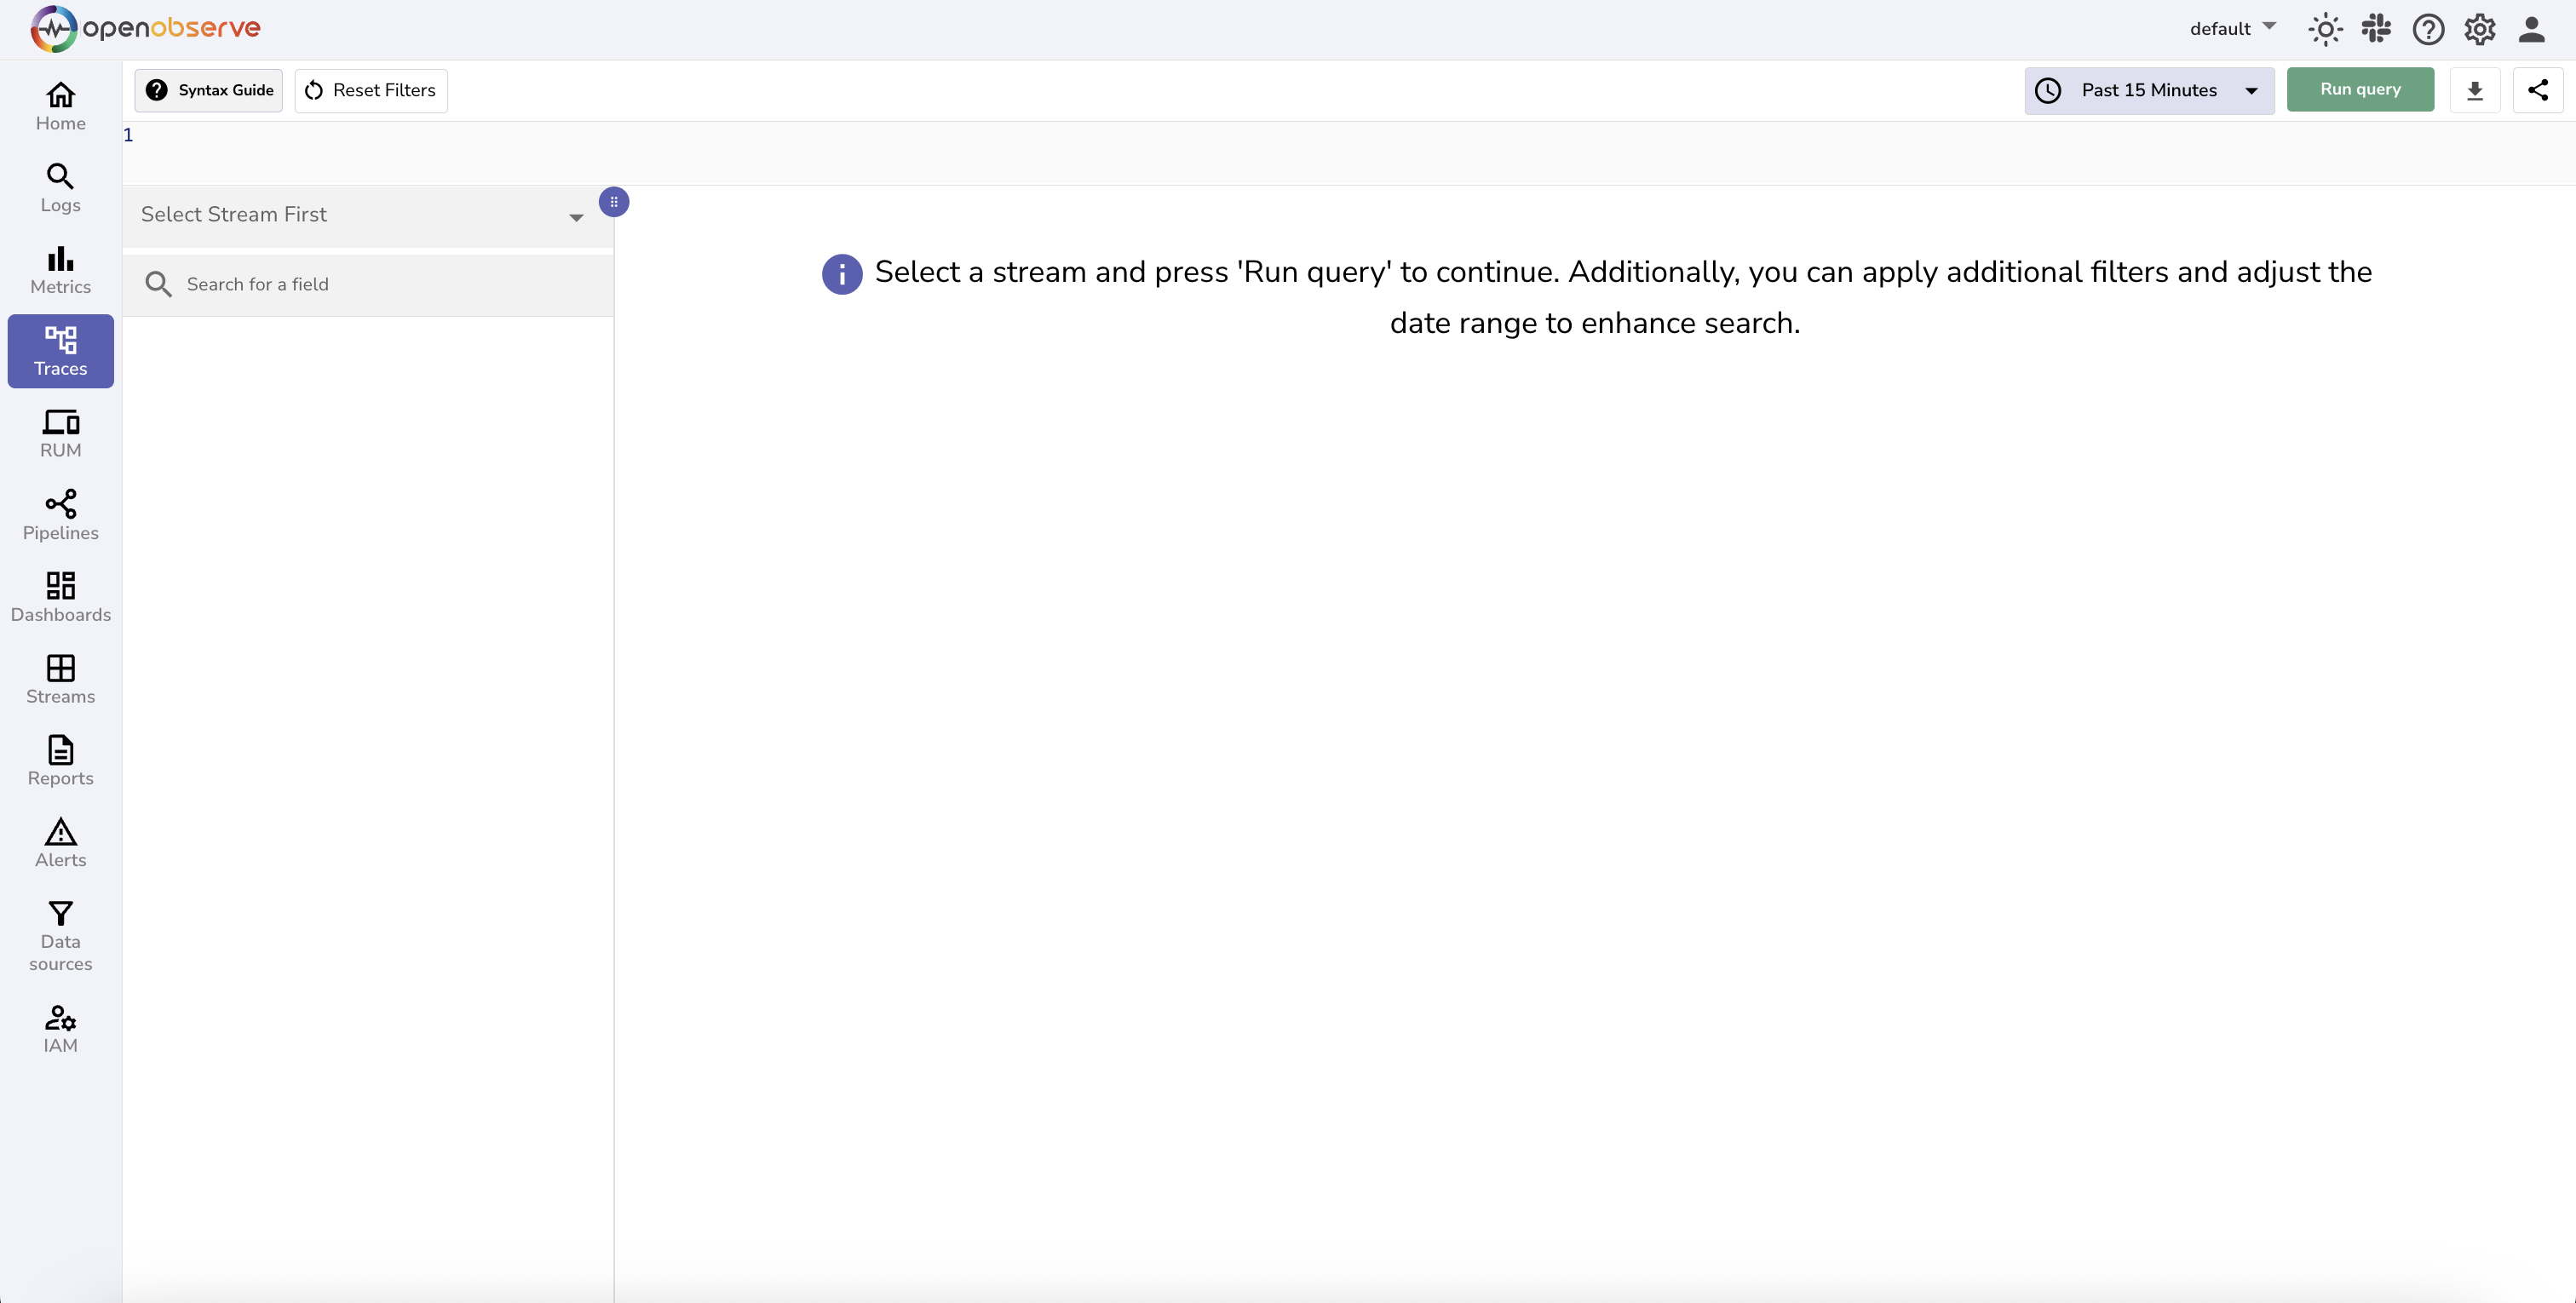 openobserve
default
Home
Logs
Metrics
Traces
RUM
Pipelines
Dashboards
Streams
Reports
Alerts
Data
sources
IAM
Syntax Guide
Reset Filters
Past 15 Minutes
Run query
1
Select Stream First
Search for a field
Select a stream and press 'Run query' to continue. Additionally, you can apply additional filters and adjust the
date range to enhance search.